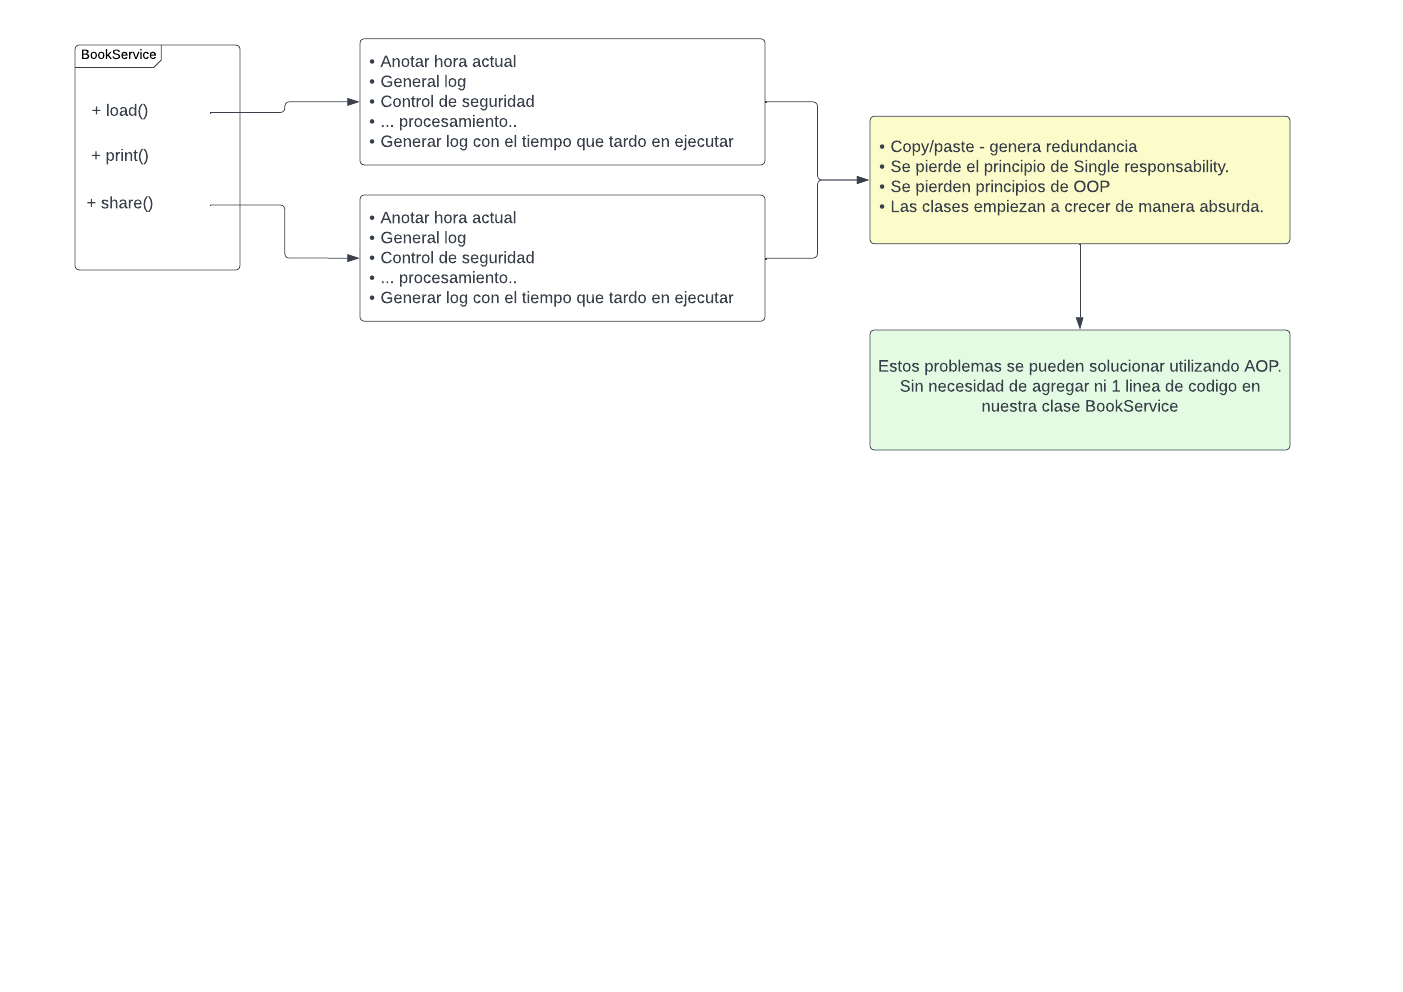 BookService
+ load()
+ print()
+ share()
• Anotar hora actual
• General log
• Control de seguridad
• ... procesamiento..
• Generar log con el tiempo que tardo en ejecutar
• Anotar hora actual
• General log
• Control de seguridad
• ... procesamiento..
• Generar log con el tiempo que tardo en ejecutar
• Copy/paste - genera redundancia
• Se pierde el principio de Single responsability.
• Se pierden principios de OOP
• Las clases empiezan a crecer de manera absurda.
Estos problemas se pueden solucionar utilizando AOP.
Sin necesidad de agregar ni 1 linea de codigo en
nuestra clase BookService